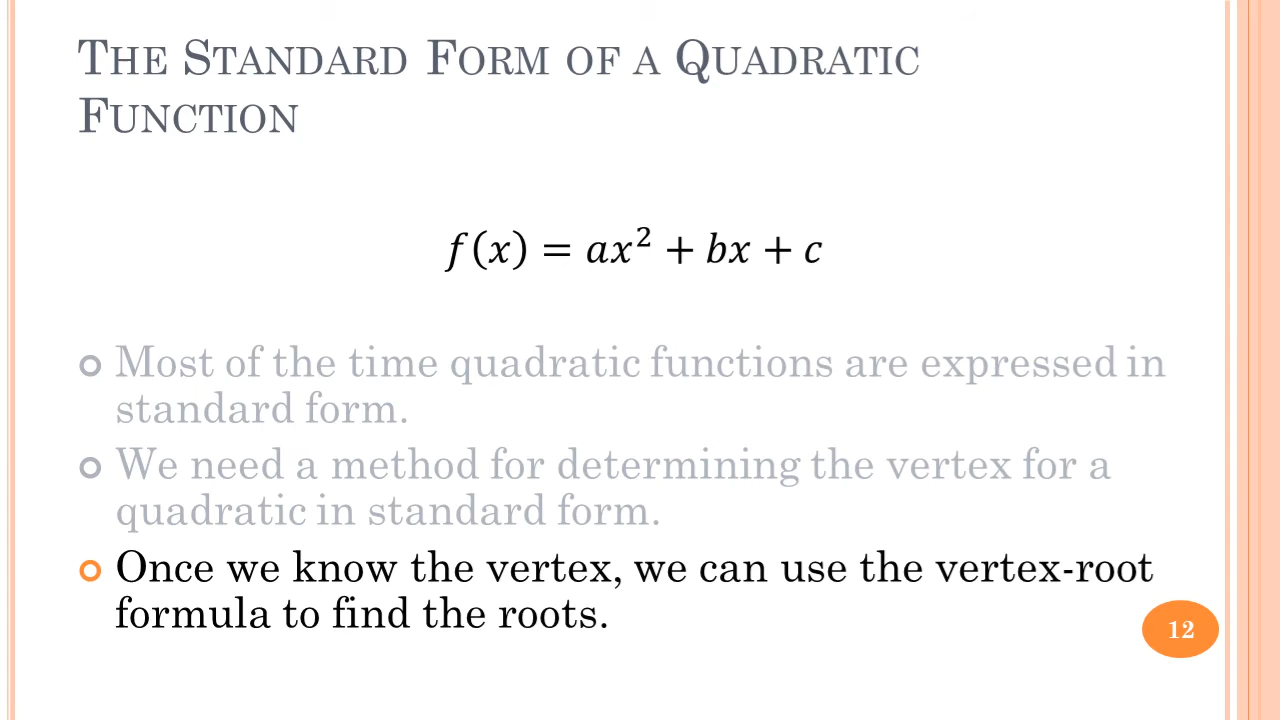 The Standard Form of a Quadratic
Function
f(x) = ax² + bx + c
Most of the time quadratic functions are expressed in
standard form.
We need a method for determining the vertex for a
quadratic in standard form.
Once we know the vertex, we can use the vertex-root
formula to find the roots.
12